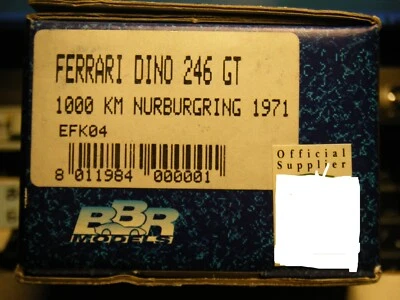 FERRARI DINO 246 GT
1000 KM NURBURGRING 1971
EFK04
8 011984 000001
Official
Supplier
BBR
MODELS